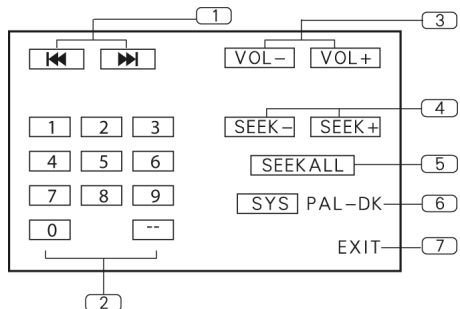 1
3
VOL− VOL+
SEEK− SEEK+
4
1 2 3
4 5 6
SEEKALL
5
7 8 9
SYS PAL−DK
6
0 --
EXIT
7
2